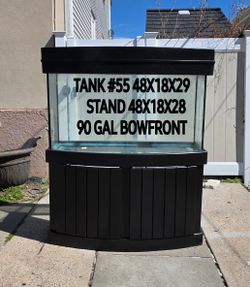 TANK #55 48X18X29
STAND 48X18X28
90 GAL BOWFRONT